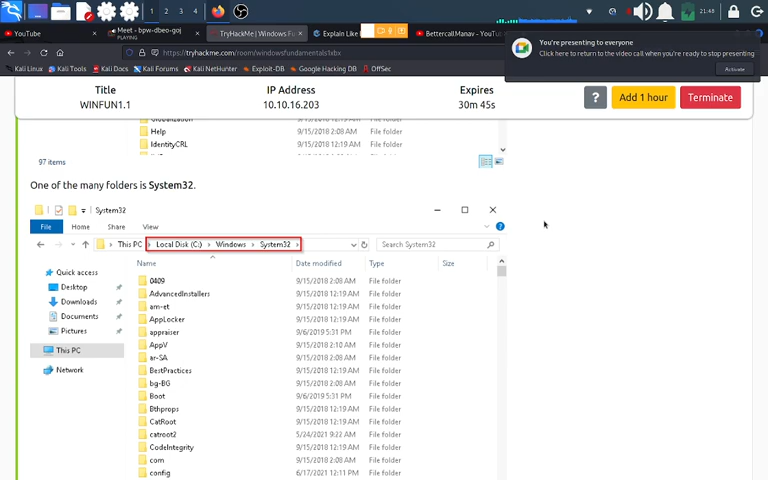 1 2 3 4
21:48
YouTube
Meet - bpw-dbeo-goj
PLAYING
TryHackMe | Windows Fun
Explain Like
BettercallManav - YouTu
https://tryhackme.com/room/windowsfundamentals1xbx
Kali Linux
Kali Tools
Kali Docs
Kali Forums
Kali NetHunter
Exploit-DB
Google Hacking DB
OffSec
You're presenting to everyone
Click here to return to the video call when you're ready to stop presenting
Activate
Title
IP Address
Expires
WINFUN1.1
10.10.16.203
30m 45s
?
Add 1 hour
Terminate
Globalization
Help 9/15/2018 2:08 AM File folder
IdentityCRL 9/15/2018 2:08 AM File folder
97 items
One of the many folders is System32.
System32
File Home Share View
This PC > Local Disk (C:) > Windows > System32 >
Search System32
Name Date modified Type Size
Quick access
Desktop
Downloads
Documents
Pictures
This PC
Network
0409 9/15/2018 2:08 AM File folder
AdvancedInstallers 9/15/2018 12:19 AM File folder
am-et 9/15/2018 12:19 AM File folder
AppLocker 9/15/2018 12:19 AM File folder
appraiser 9/6/2019 5:31 PM File folder
AppV 9/15/2018 2:10 AM File folder
ar-SA 9/15/2018 12:19 AM File folder
BestPractices 9/15/2018 12:19 AM File folder
bg-BG 9/15/2018 2:08 AM File folder
Boot 9/6/2019 5:31 PM File folder
Bthprops 9/15/2018 12:19 AM File folder
CatRoot 9/15/2018 12:19 AM File folder
catroot2 5/24/2021 9:22 AM File folder
CodeIntegrity 9/15/2018 12:19 AM File folder
com 9/15/2018 2:08 AM File folder
config 6/17/2021 12:11 PM File folder